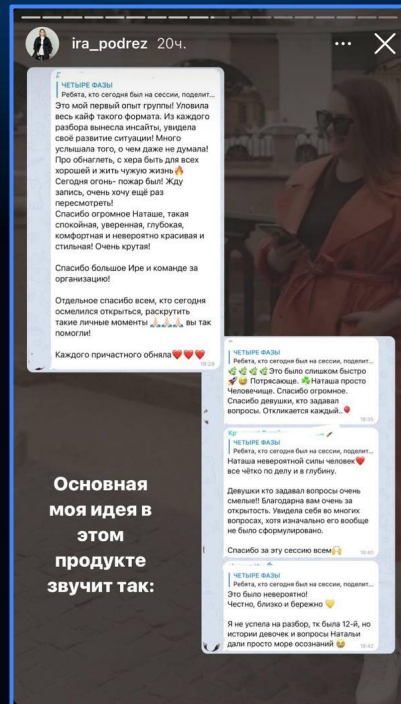 ira_podrez 20ч.
ЧЕТЫРЕ ФАЗЫ
Ребята, кто сегодня был на сессии, поделит...
Это мой первый опыт группы! Уловила
весь кайф такого формата. Из каждого
разбора вынесла инсайты, увидела
своё развитие ситуации! Много
услышала того, о чем даже не думала!
Про обнаглеть, с хера быть для всех
хорошей и жить чужую жизнь🔥
Сегодня огонь- пожар был! Жду
запись, очень хочу ещё раз
пересмотреть!
Спасибо огромное Наташе, такая
спокойная, уверенная, глубокая,
комфортная и невероятно красивая и
стильная! Очень крутая!
Спасибо большое Ире и команде за
организацию!
Отдельное спасибо всем, кто сегодня
осмелился открыться, раскрутить
такие личные моменты 🙏🏻🙏🏻🙏🏻 вы так
помогли!
Каждого причастного обняла❤️❤️❤️
ЧЕТЫРЕ ФАЗЫ
Ребята, кто сегодня был на сессии, поделит...
🌿🌿🌿🌿Это было слишком быстро
🚀😄 Потрясающе. 🍀Наташа просто
Человечище. Спасибо огромное.
Спасибо девушки, кто задавал
вопросы. Откликается каждый..🎈
ЧЕТЫРЕ ФАЗЫ
Ребята, кто сегодня был на сессии, поделит...
Наташа невероятной силы человек❤️
все чётко по делу и в глубину.
Девушки кто задавал вопросы очень
смелые!! Благодарна вам очень за
открытость. Увидела себя во многих
вопросах, хотя изначально его вообще
не было сформулировано.
Спасибо за эту сессию всем🙌
18:40
ЧЕТЫРЕ ФАЗЫ
Ребята, кто сегодня был на сессии, поделит...
Это было невероятно!
Честно, близко и бережно 💛
Я не успела на разбор, тк была 12-й, но
истории девочек и вопросы Натальи
дали просто море осознаний 😭
18:42
Основная
моя идея в
этом
продукте
звучит так: